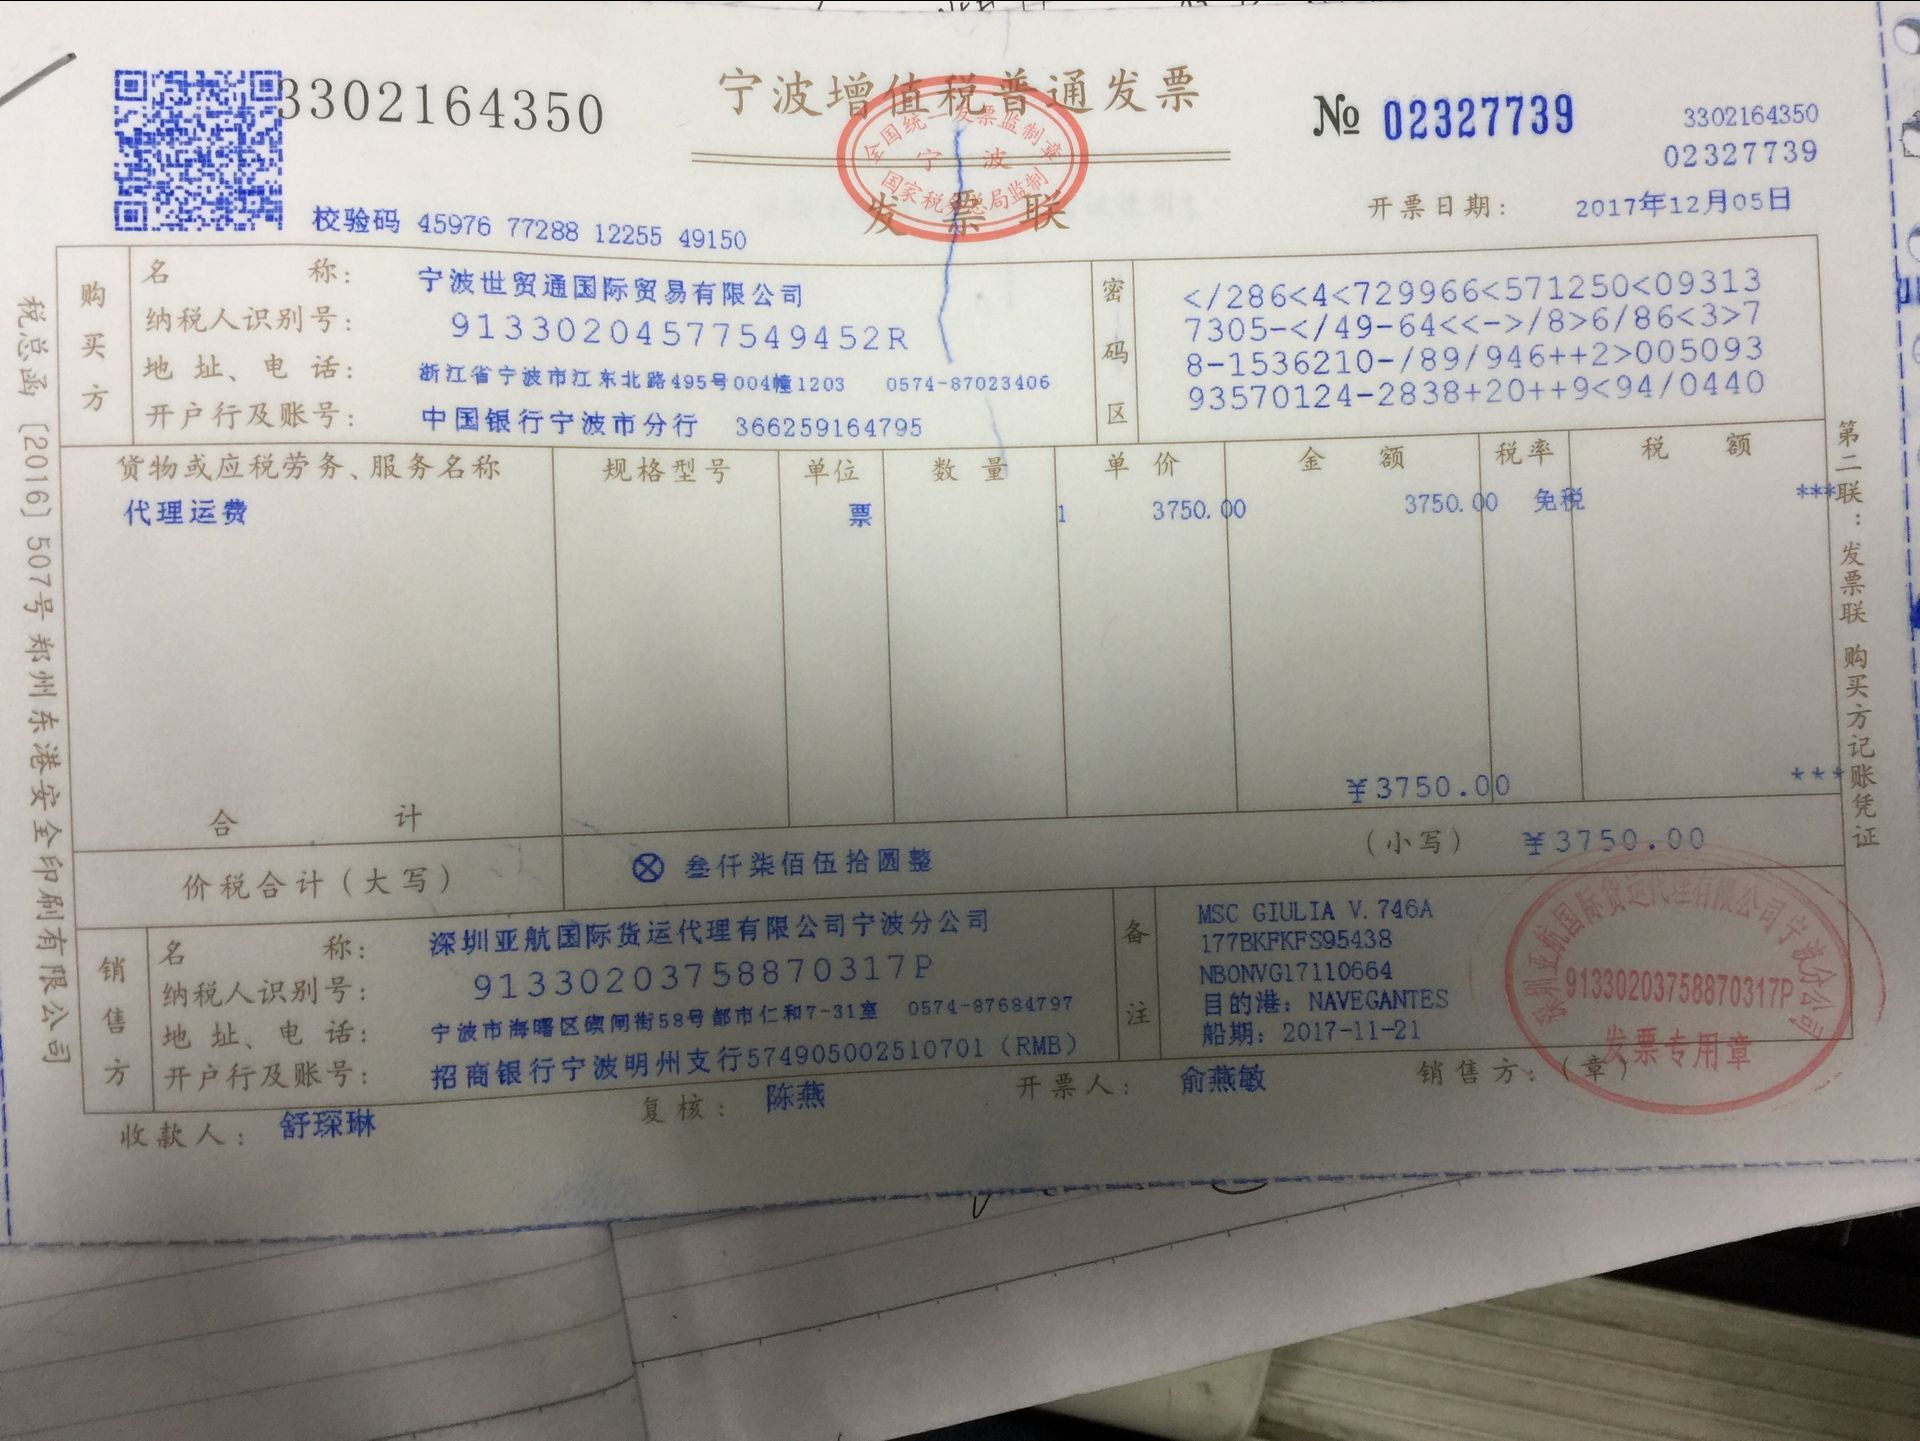 3302164350
宁波增值税普通发票
发票联
全国统一发票监制章
宁波
国家税务总局监制
№ 02327739
3302164350
02327739
校验码 45976 77288 12255 49150
开票日期: 2017年12月05日
购买方
名称: 宁波世贸通国际贸易有限公司
纳税人识别号: 91330204577549452R
地址、电话: 浙江省宁波市江东北路495号004幢1203 0574-87023406
开户行及账号: 中国银行宁波市分行 366259164795
密码区
</286<4<729966<571250<09313
7305-</49-64<<->/8>6/86<3>7
8-1536210-/89/946++2>005093
93570124-2838+20++9<94/0440
货物或应税劳务、服务名称 规格型号 单位 数量 单价 金额 税率 税额
代理运费 票 1 3750.00 3750.00 免税 ***
合计 ¥3750.00 ***
价税合计(大写) ⊗ 叁仟柒佰伍拾圆整 (小写) ¥3750.00
销售方
名称: 深圳亚航国际货运代理有限公司宁波分公司
纳税人识别号: 91330203758870317P
地址、电话: 宁波市海曙区碶闸街58号都市仁和7-31室 0574-87684797
开户行及账号: 招商银行宁波明州支行574905002510701(RMB)
备注
MSC GIULIA V.746A
177BKFKFS95438
NBONVG17110664
目的港: NAVEGANTES
船期: 2017-11-21
深圳亚航国际货运代理有限公司宁波分公司
91330203758870317P
发票专用章
收款人: 舒琛琳 复核: 陈燕 开票人: 俞燕敏 销售方:(章)
税总函[2016]507号郑州东港安全印刷有限公司
第二联:发票联 购买方记账凭证